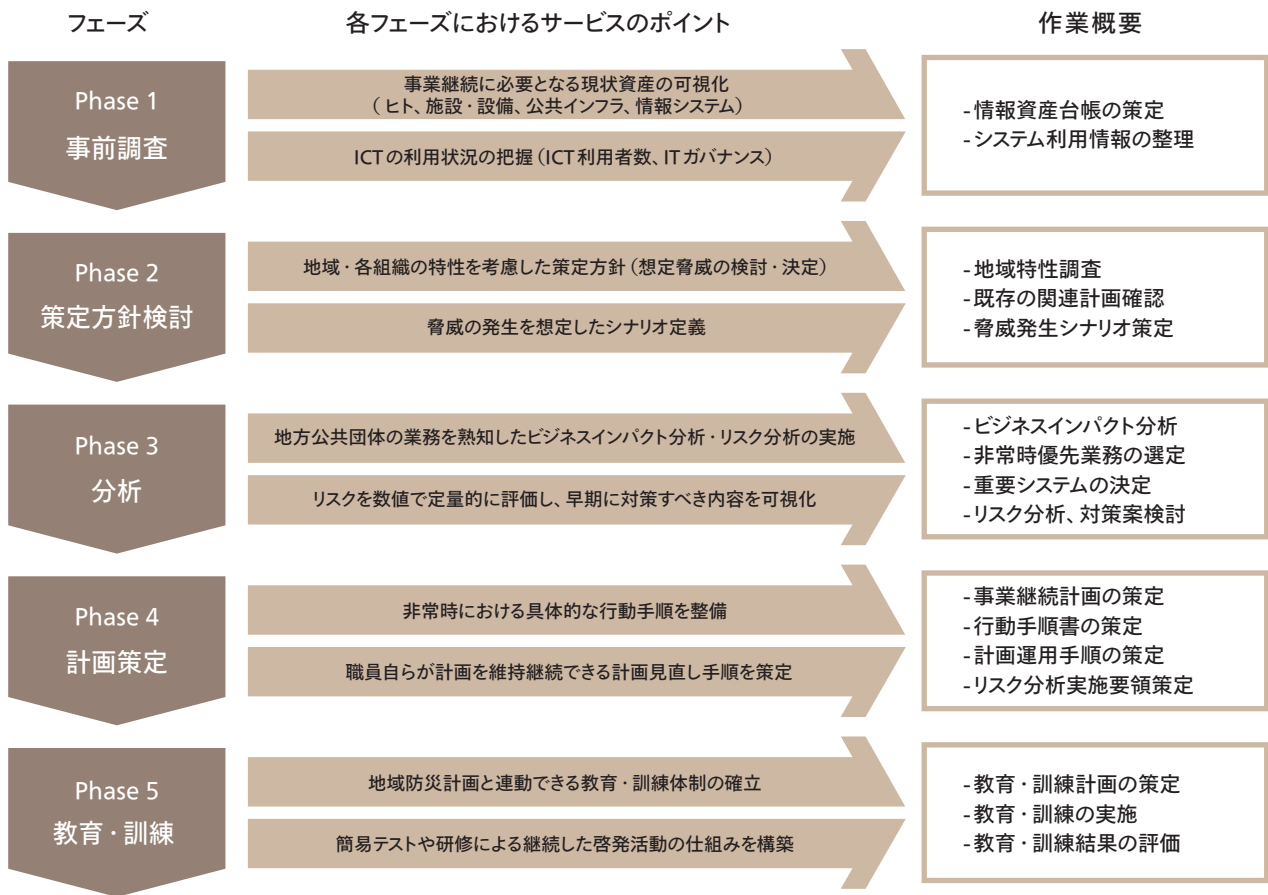 フェーズ
各フェーズにおけるサービスのポイント
作業概要
Phase 1
事前調査
事業継続に必要となる現状資産の可視化
（ヒト、施設・設備、公共インフラ、情報システム）
ICTの利用状況の把握（ICT利用者数、ITガバナンス）
-情報資産台帳の策定
-システム利用情報の整理
Phase 2
策定方針検討
地域・各組織の特性を考慮した策定方針（想定脅威の検討・決定）
脅威の発生を想定したシナリオ定義
-地域特性調査
-既存の関連計画確認
-脅威発生シナリオ策定
Phase 3
分析
地方公共団体の業務を熟知したビジネスインパクト分析・リスク分析の実施
リスクを数値で定量的に評価し、早期に対策すべき内容を可視化
-ビジネスインパクト分析
-非常時優先業務の選定
-重要システムの決定
-リスク分析、対策案検討
Phase 4
計画策定
非常時における具体的な行動手順を整備
職員自らが計画を維持継続できる計画見直し手順を策定
-事業継続計画の策定
-行動手順書の策定
-計画運用手順の策定
-リスク分析実施要領策定
Phase 5
教育・訓練
地域防災計画と連動できる教育・訓練体制の確立
簡易テストや研修による継続した啓発活動の仕組みを構築
-教育・訓練計画の策定
-教育・訓練の実施
-教育・訓練結果の評価